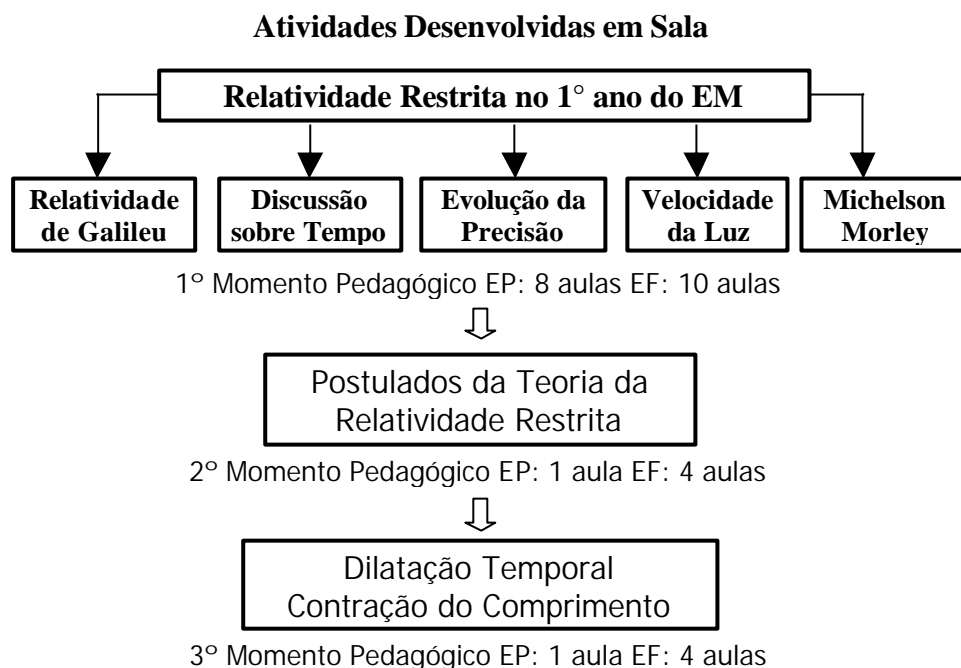 Atividades Desenvolvidas em Sala
Relatividade Restrita no 1° ano do EM
Relatividade
de Galileu
Discussão
sobre Tempo
Evolução da
Precisão
Velocidade
da Luz
Michelson
Morley
1º Momento Pedagógico EP: 8 aulas EF: 10 aulas
Postulados da Teoria da
Relatividade Restrita
2º Momento Pedagógico EP: 1 aula EF: 4 aulas
Dilatação Temporal
Contração do Comprimento
3º Momento Pedagógico EP: 1 aula EF: 4 aulas